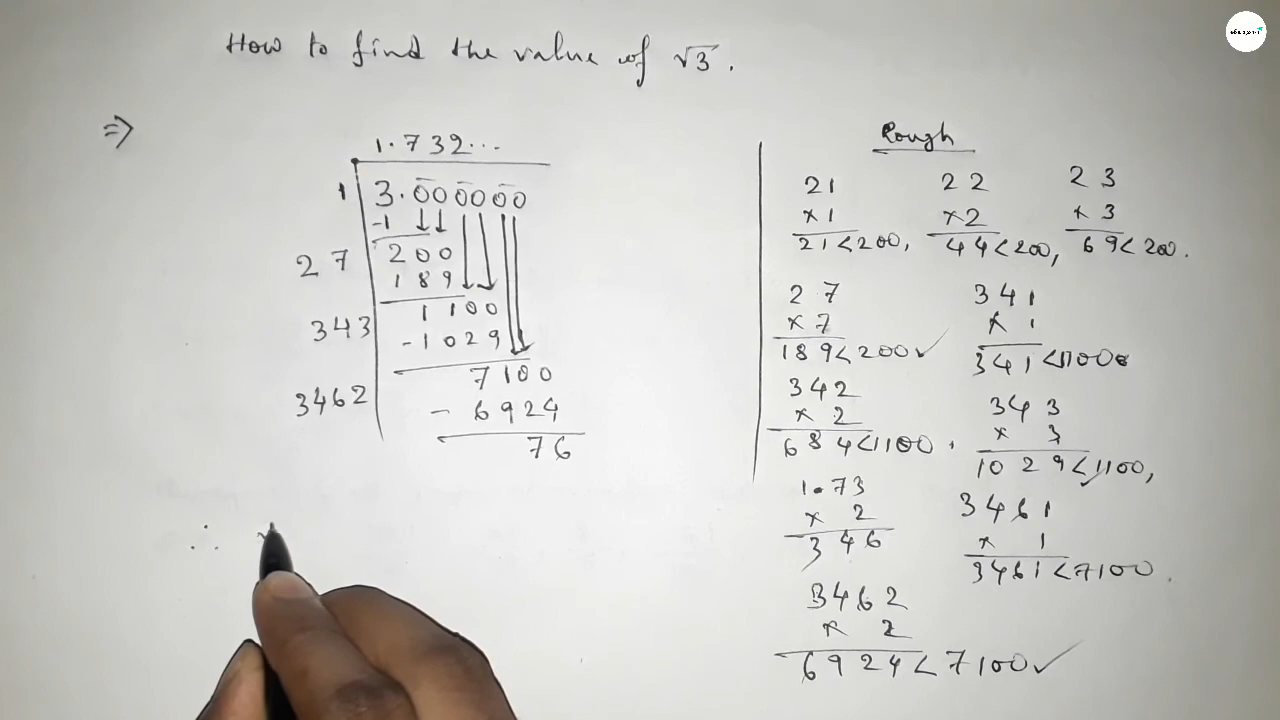 How to find the value of √3.
⇒
1.732...
1 3.000000
-1
27 200
189
1100
343 -1029
7100
3462 - 6924
76
∴
Rough
21 22 23
×1 ×2 ×3
21<200, 44<200, 69<200.
27 341
×7 × 1
189<200✓ 341<1100
342 343
× 2 × 3
684<1100, 1029<1100,✓
1.73 3461
× 2 × 1
346 3461<7100.
3462
× 2
6924<7100✓